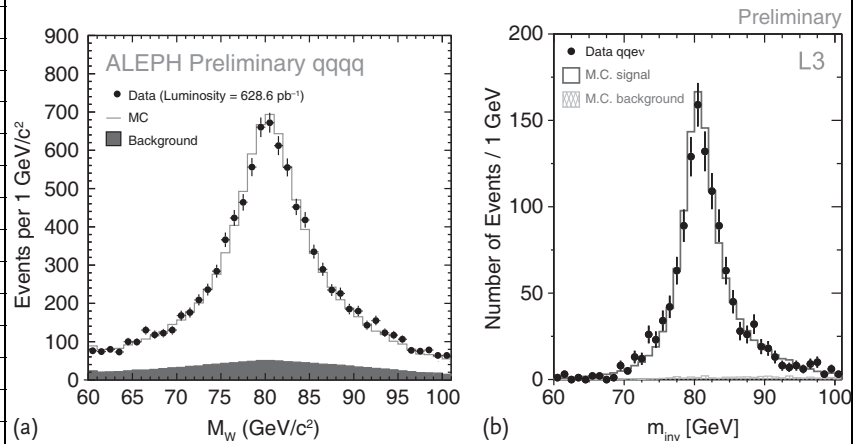 ALEPH Preliminary qqqq
Data (Luminosity = 628.6 pb⁻¹)
MC
Background
Events per 1 GeV/c²
900
800
700
600
500
400
300
200
100
0
60 65 70 75 80 85 90 95 100
M_W (GeV/c²)
(a)
Preliminary
L3
Data qqeν
M.C. signal
M.C. background
Number of Events / 1 GeV
200
150
100
50
0
60 70 80 90 100
m_inv [GeV]
(b)